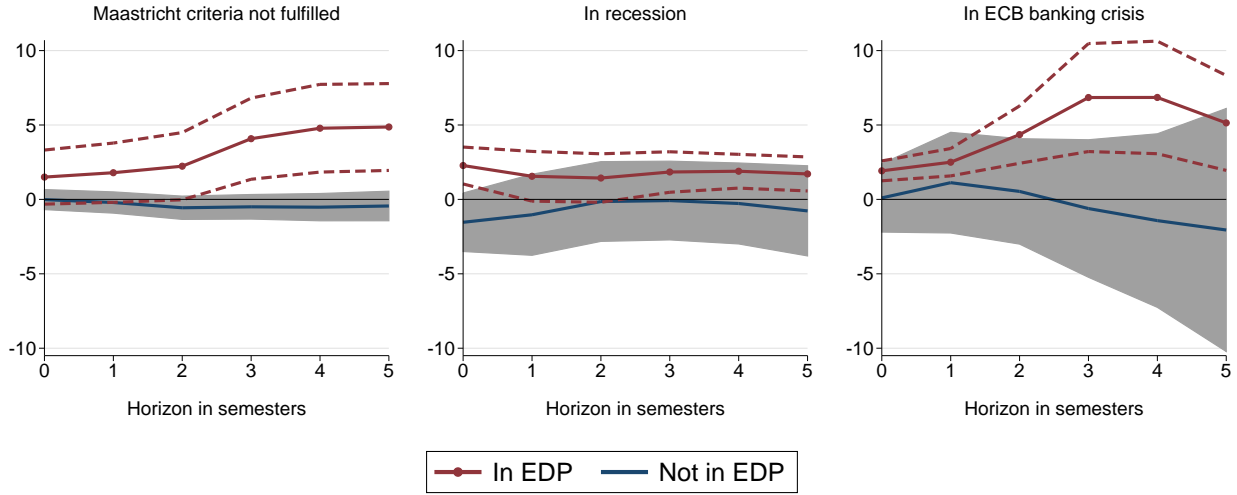 Maastricht criteria not fulfilled
10
5
0
-5
-10
0 1 2 3 4 5
Horizon in semesters
In recession
10
5
0
-5
-10
0 1 2 3 4 5
Horizon in semesters
In ECB banking crisis
10
5
0
-5
-10
0 1 2 3 4 5
Horizon in semesters
In EDP Not in EDP